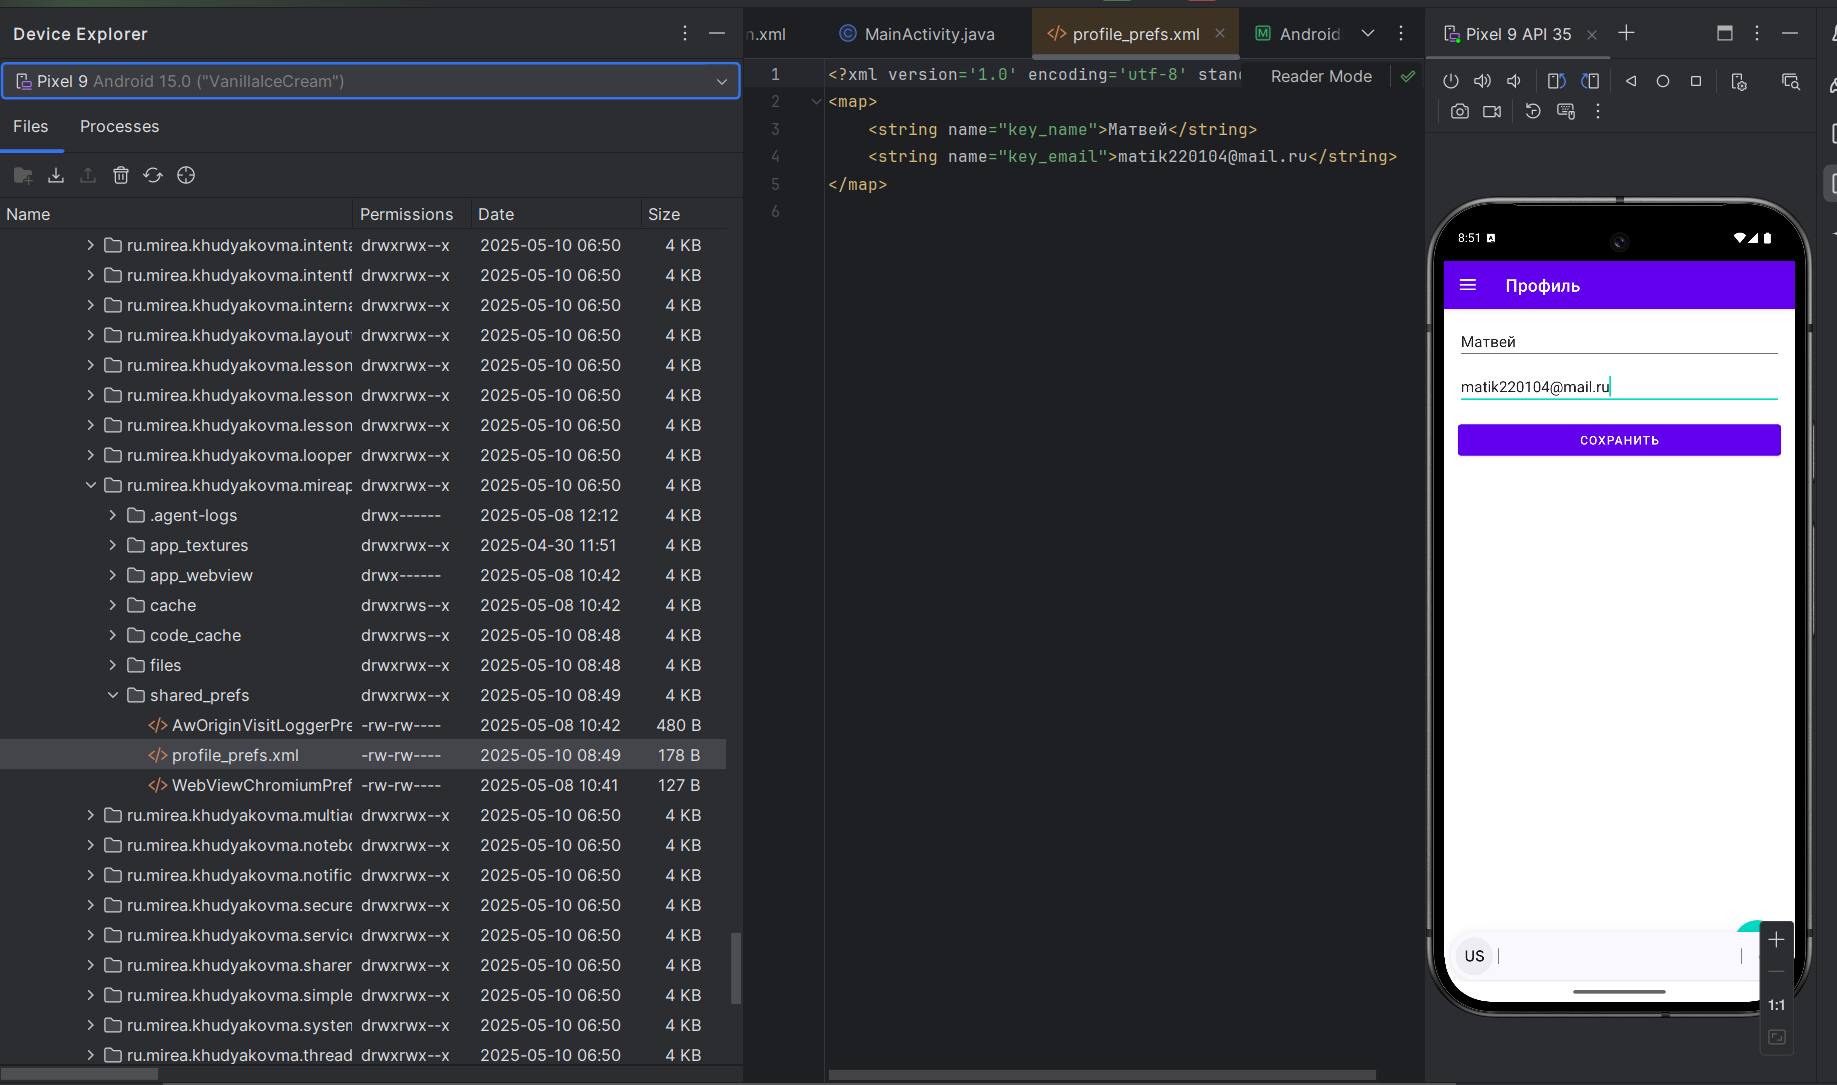 Device Explorer
Pixel 9 Android 15.0 ("VanillaIceCream")
Files Processes
Name Permissions Date Size
ru.mirea.khudyakovma.intenta drwxrwx--x 2025-05-10 06:50 4 KB
ru.mirea.khudyakovma.intentf drwxrwx--x 2025-05-10 06:50 4 KB
ru.mirea.khudyakovma.interna drwxrwx--x 2025-05-10 06:50 4 KB
ru.mirea.khudyakovma.layout drwxrwx--x 2025-05-10 06:50 4 KB
ru.mirea.khudyakovma.lesson drwxrwx--x 2025-05-10 06:50 4 KB
ru.mirea.khudyakovma.lesson drwxrwx--x 2025-05-10 06:50 4 KB
ru.mirea.khudyakovma.lesson drwxrwx--x 2025-05-10 06:50 4 KB
ru.mirea.khudyakovma.looper drwxrwx--x 2025-05-10 06:50 4 KB
ru.mirea.khudyakovma.mireap drwxrwx--x 2025-05-10 06:50 4 KB
.agent-logs drwx------ 2025-05-08 12:12 4 KB
app_textures drwxrwx--x 2025-04-30 11:51 4 KB
app_webview drwx------ 2025-05-08 10:42 4 KB
cache drwxrws--x 2025-05-08 10:42 4 KB
code_cache drwxrws--x 2025-05-10 08:48 4 KB
files drwxrwx--x 2025-05-10 08:48 4 KB
shared_prefs drwxrwx--x 2025-05-10 08:49 4 KB
AwOriginVisitLoggerPre -rw-rw---- 2025-05-08 10:42 480 B
profile_prefs.xml -rw-rw---- 2025-05-10 08:49 178 B
WebViewChromiumPref -rw-rw---- 2025-05-08 10:41 127 B
ru.mirea.khudyakovma.multiac drwxrwx--x 2025-05-10 06:50 4 KB
ru.mirea.khudyakovma.notebo drwxrwx--x 2025-05-10 06:50 4 KB
ru.mirea.khudyakovma.notific drwxrwx--x 2025-05-10 06:50 4 KB
ru.mirea.khudyakovma.secure drwxrwx--x 2025-05-10 06:50 4 KB
ru.mirea.khudyakovma.service drwxrwx--x 2025-05-10 06:50 4 KB
ru.mirea.khudyakovma.sharer drwxrwx--x 2025-05-10 06:50 4 KB
ru.mirea.khudyakovma.simple drwxrwx--x 2025-05-10 06:50 4 KB
ru.mirea.khudyakovma.system drwxrwx--x 2025-05-10 06:50 4 KB
ru.mirea.khudyakovma.thread drwxrwx--x 2025-05-10 06:50 4 KB
n.xml MainActivity.java profile_prefs.xml Android
1 <?xml version='1.0' encoding='utf-8' stand Reader Mode
2 <map>
3 <string name="key_name">Матвей</string>
4 <string name="key_email">matik220104@mail.ru</string>
5 </map>
6
Pixel 9 API 35
8:51
Профиль
Матвей
matik220104@mail.ru
СОХРАНИТЬ
US
1:1